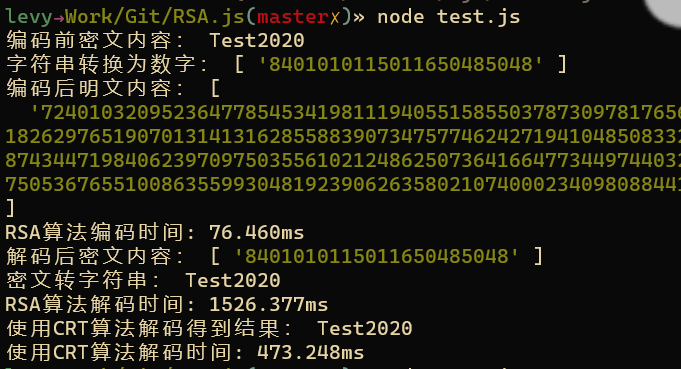 levy→Work/Git/RSA.js(master✗)» node test.js
编码前密文内容： Test2020
字符串转换为数字： [ '8401010115011650485048' ]
编码后明文内容： [
'72401032095236477854534198111940551585503787309781765
18262976519070131413162855883907347577462427194104850833
87434471984062397097503556102124862507364166477344974403
75053676551008635599304819239062635802107400023409808844
]
RSA算法编码时间: 76.460ms
解码后密文内容： [ '8401010115011650485048' ]
密文转字符串： Test2020
RSA算法解码时间: 1526.377ms
使用CRT算法解码得到结果： Test2020
使用CRT算法解码时间: 473.248ms